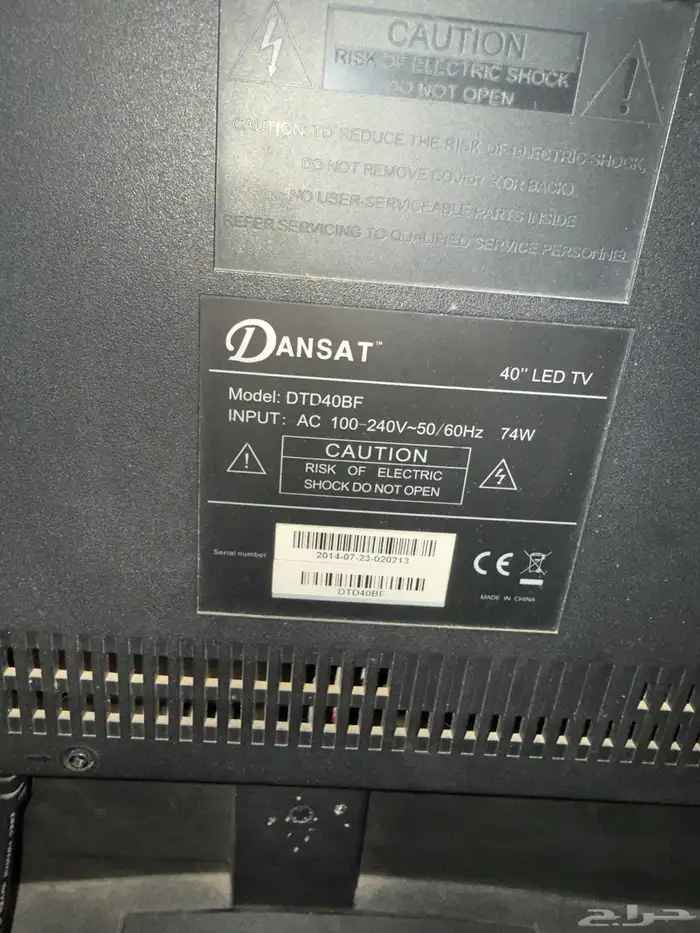 CAUTION
RISK OF ELECTRIC SHOCK
DO NOT OPEN
CAUTION: TO REDUCE THE RISK OF ELECTRIC SHOCK,
DO NOT REMOVE COVER (OR BACK).
NO USER-SERVICEABLE PARTS INSIDE
REFER SERVICING TO QUALIFIED SERVICE PERSONNEL
DANSAT™
40" LED TV
Model: DTD40BF
INPUT: AC 100-240V~50/60Hz 74W
CAUTION
RISK OF ELECTRIC
SHOCK DO NOT OPEN
Serial number
2014-07-23-020213
DTD40BF
CE
MADE IN CHINA
حراج